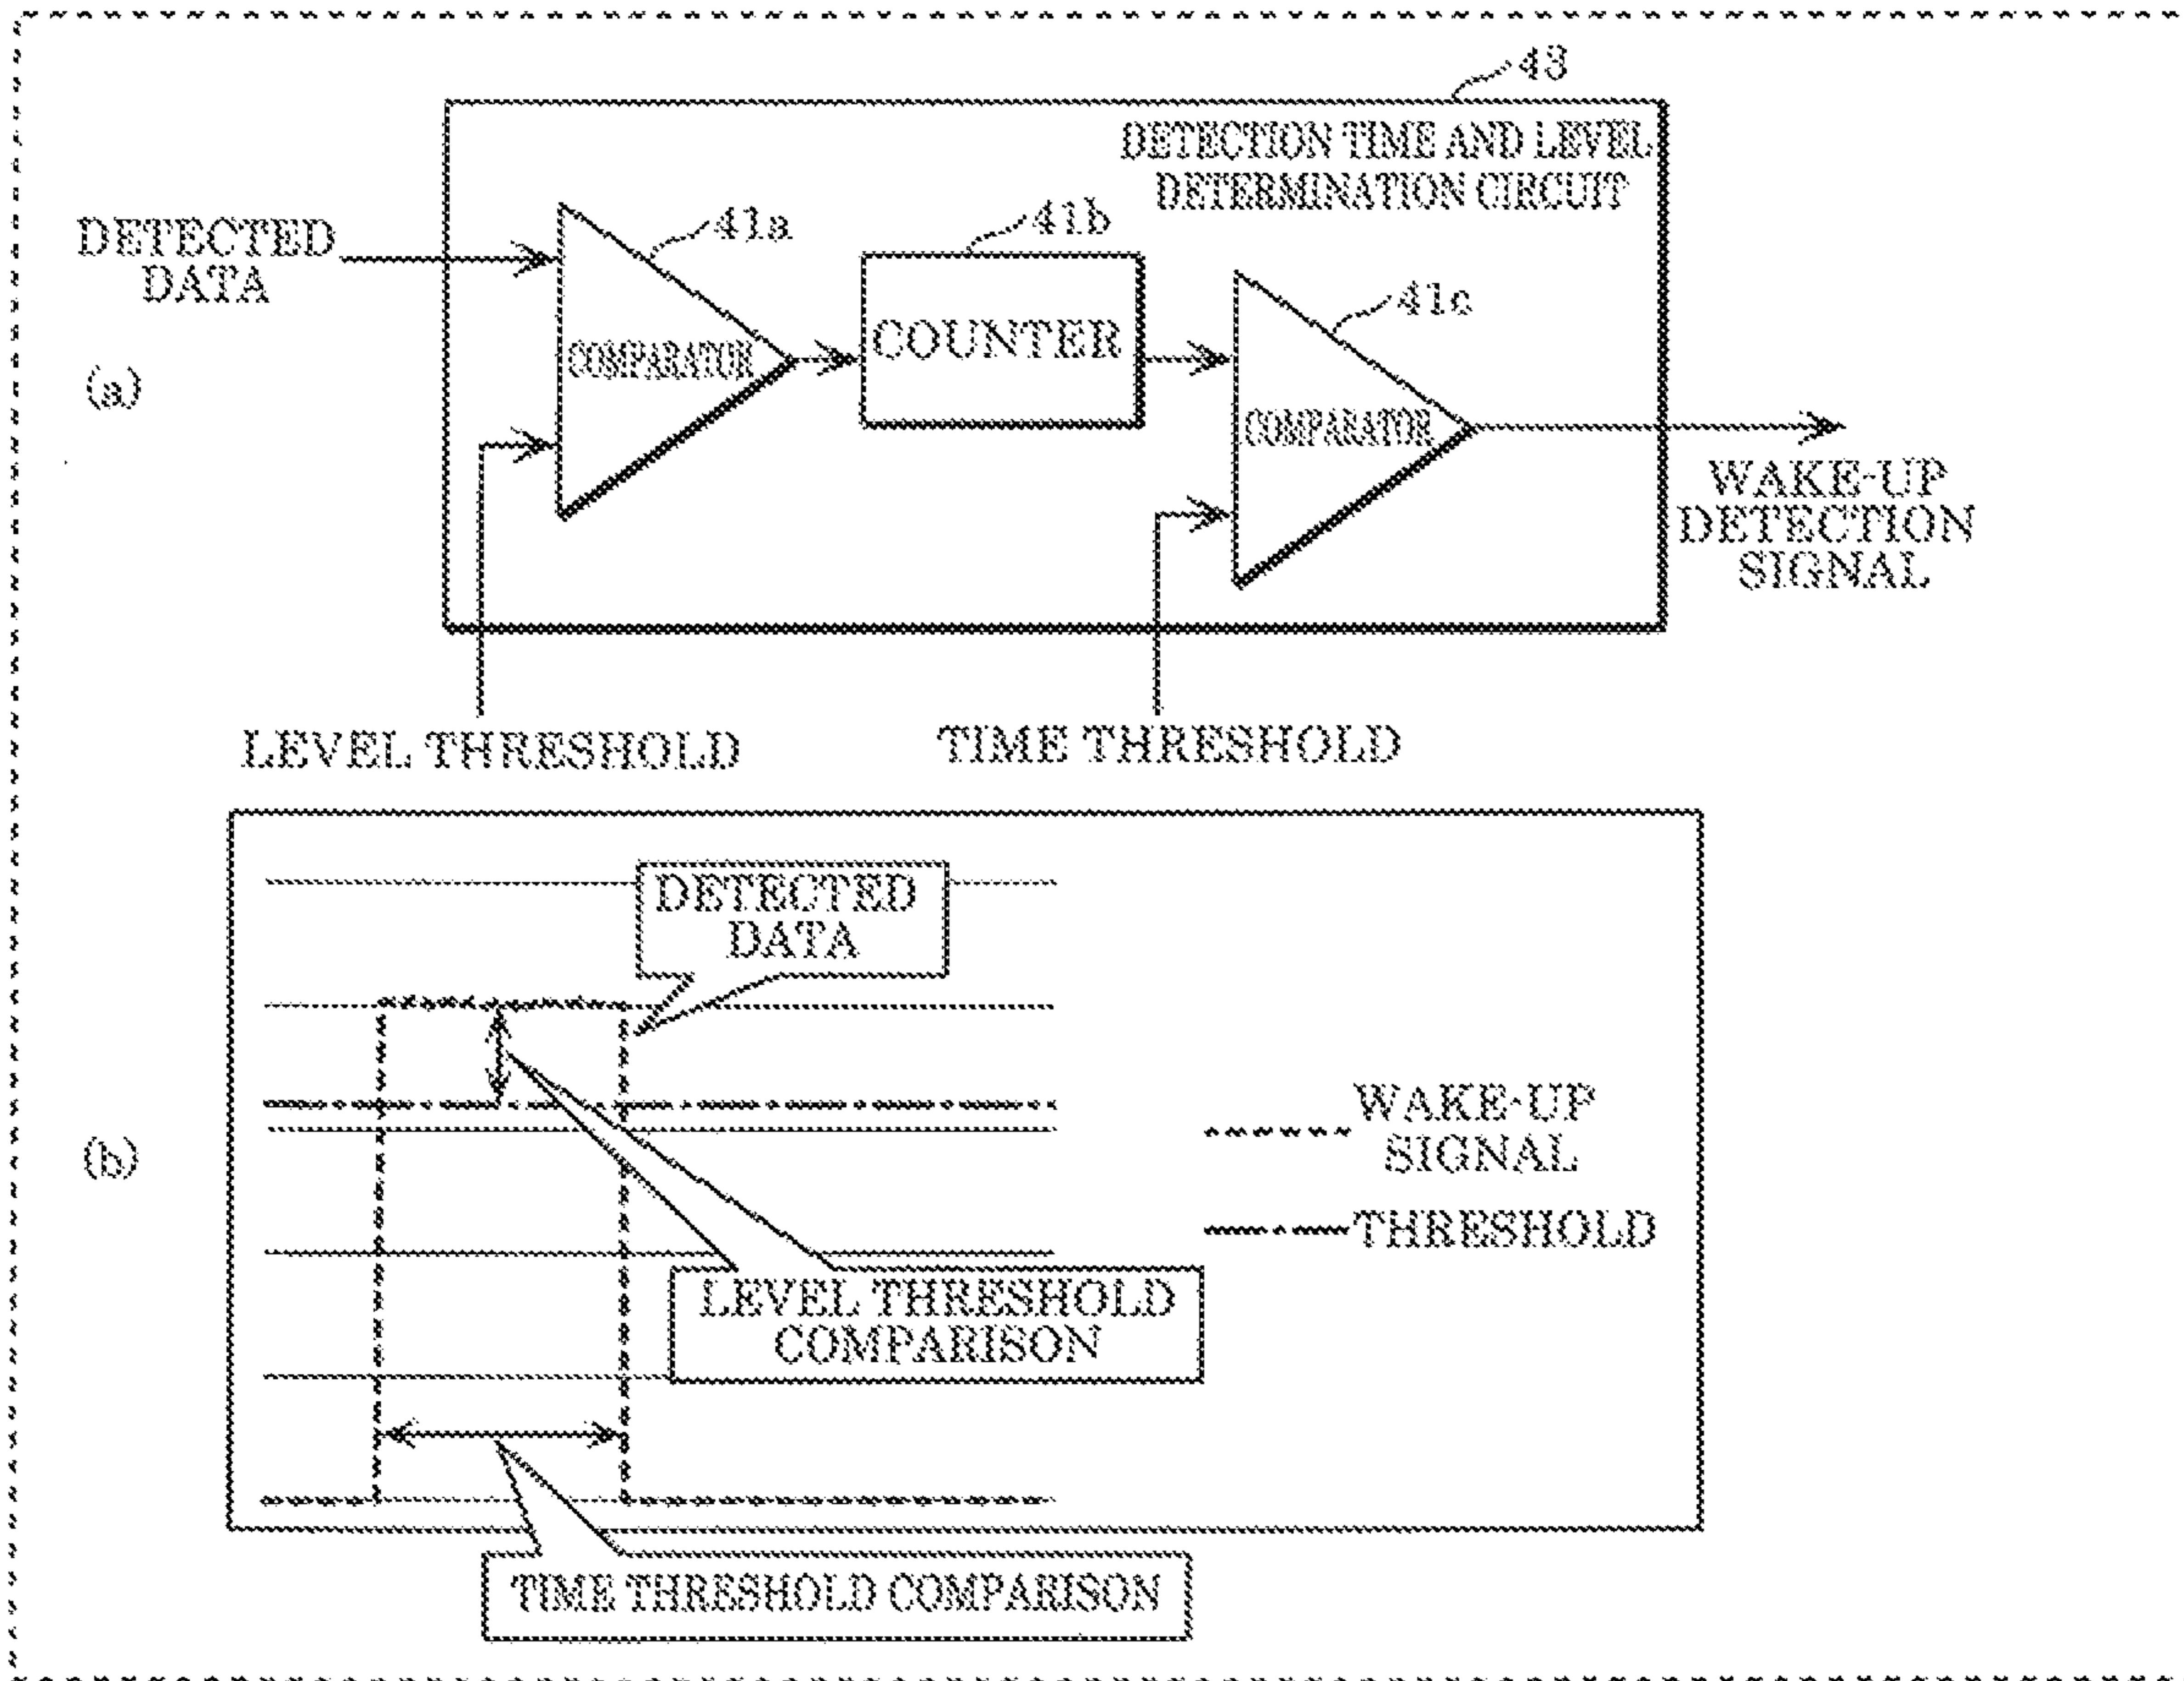 43
DETECTION TIME AND LEVEL
DETERMINATION CIRCUIT
DETECTED
DATA
41a
41b
41c
COMPARATOR
COUNTER
COMPARATOR
(a)
WAKE-UP
DETECTION
SIGNAL
LEVEL THRESHOLD
TIME THRESHOLD
DETECTED
DATA
(b)
WAKE-UP
SIGNAL
THRESHOLD
LEVEL THRESHOLD
COMPARISON
TIME THRESHOLD COMPARISON